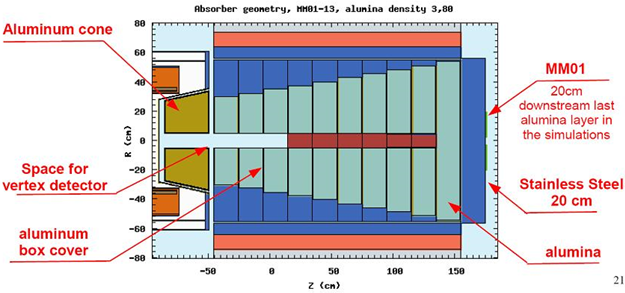 Absorber geometry, MM01-13, alumina density 3,80
Aluminum cone
MM01
20cm
downstream last
alumina layer in
the simulations
Space for
vertex detector
Stainless Steel
20 cm
aluminum
box cover
alumina
R (cm)
80
60
40
20
0
-20
-40
-60
-80
-50
0
50
100
150
Z (cm)
21